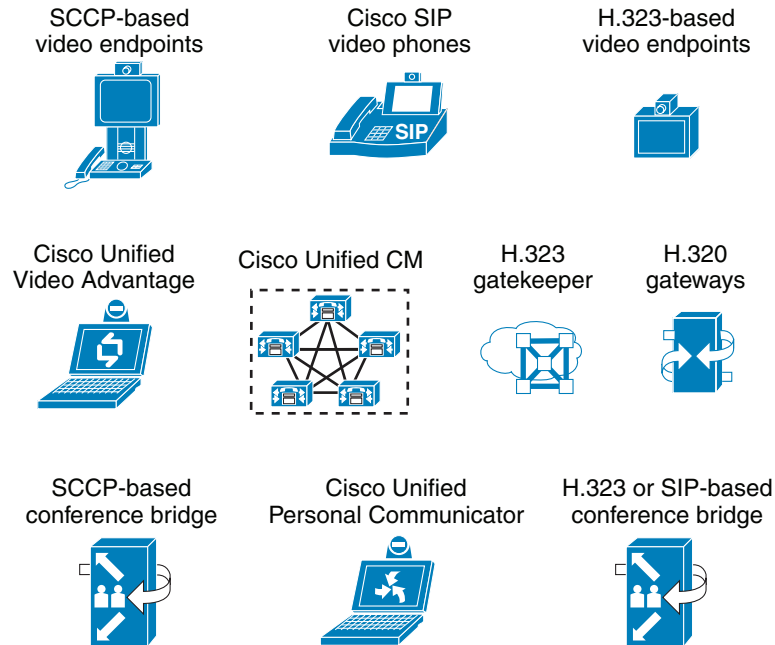 SCCP-based
video endpoints
Cisco SIP
video phones
H.323-based
video endpoints
SIP
Cisco Unified
Video Advantage
Cisco Unified CM
H.323
gatekeeper
H.320
gateways
SCCP-based
conference bridge
Cisco Unified
Personal Communicator
H.323 or SIP-based
conference bridge